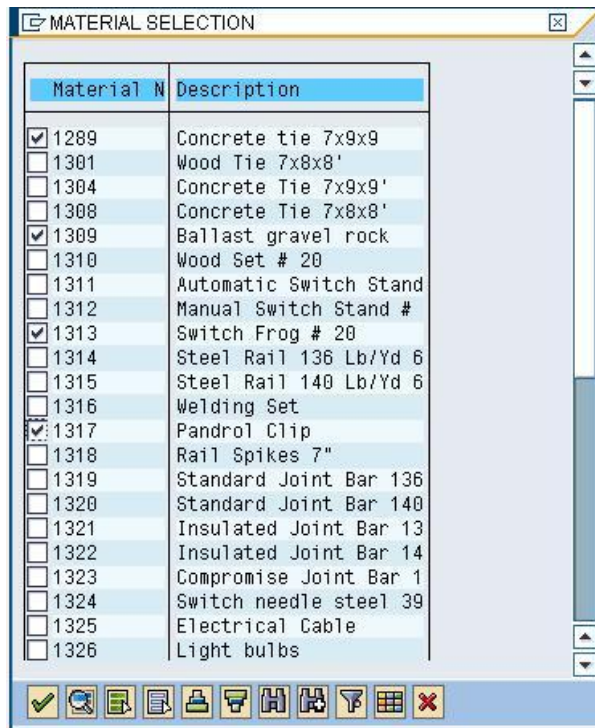 MATERIAL SELECTION
Material N Description
1289 Concrete tie 7x9x9
1301 Wood Tie 7x8x8'
1304 Concrete Tie 7x9x9'
1308 Concrete Tie 7x8x8'
1309 Ballast gravel rock
1310 Wood Set # 20
1311 Automatic Switch Stand
1312 Manual Switch Stand #
1313 Switch Frog # 20
1314 Steel Rail 136 Lb/Yd 6
1315 Steel Rail 140 Lb/Yd 6
1316 Welding Set
1317 Pandrol Clip
1318 Rail Spikes 7"
1319 Standard Joint Bar 136
1320 Standard Joint Bar 140
1321 Insulated Joint Bar 13
1322 Insulated Joint Bar 14
1323 Compromise Joint Bar 1
1324 Switch needle steel 39
1325 Electrical Cable
1326 Light bulbs